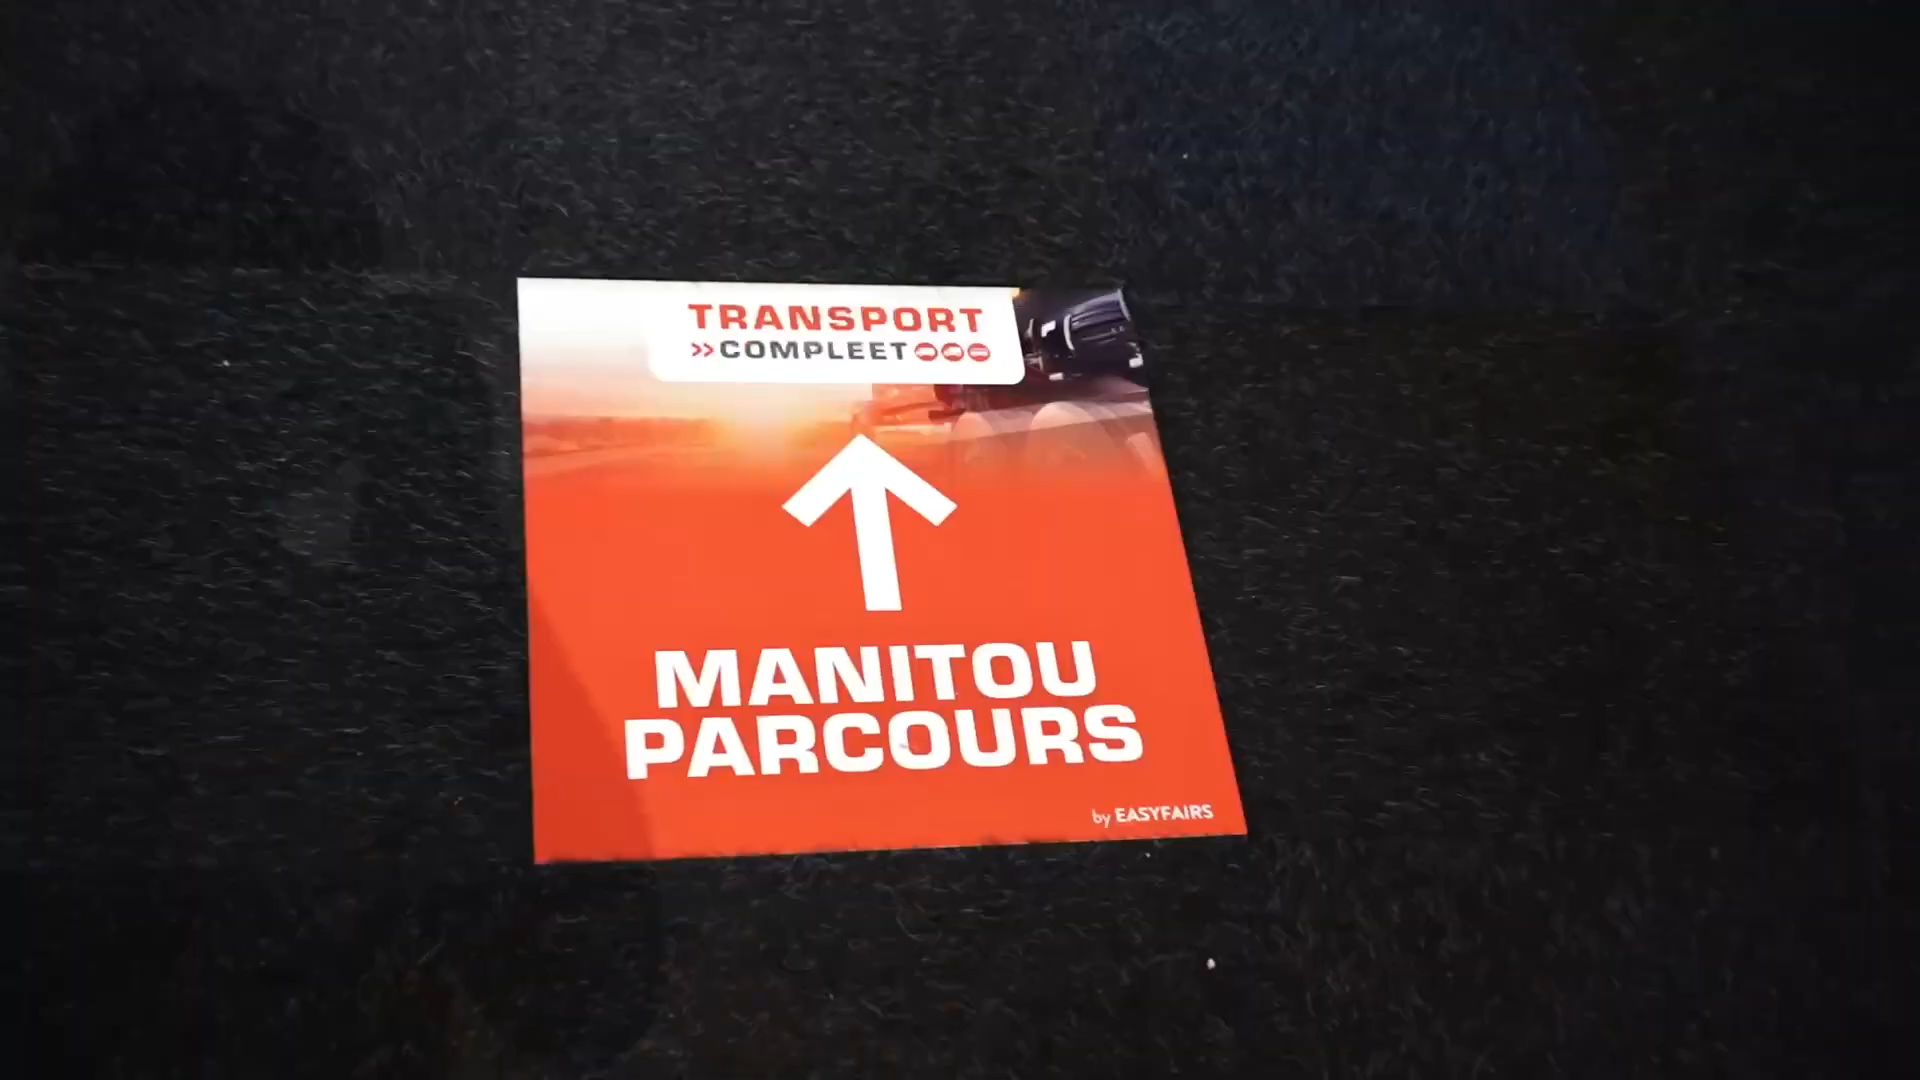 TRANSPORT
»COMPLEET
MANITOU
PARCOURS
by EASYFAIRS